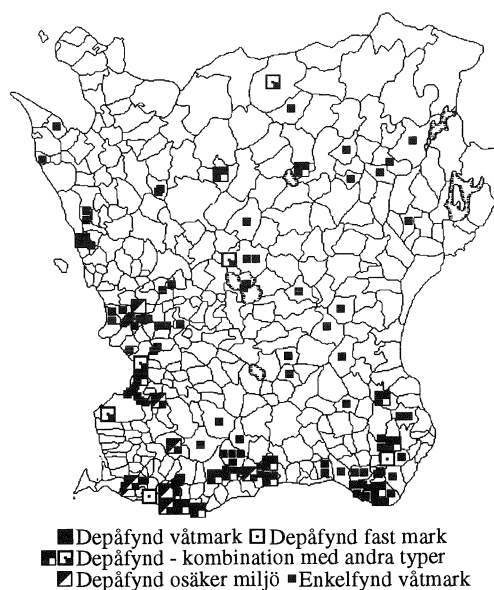 Depåfynd våtmark Depåfynd fast mark
Depåfynd - kombination med andra typer
Depåfynd osäker miljö Enkelfynd våtmark